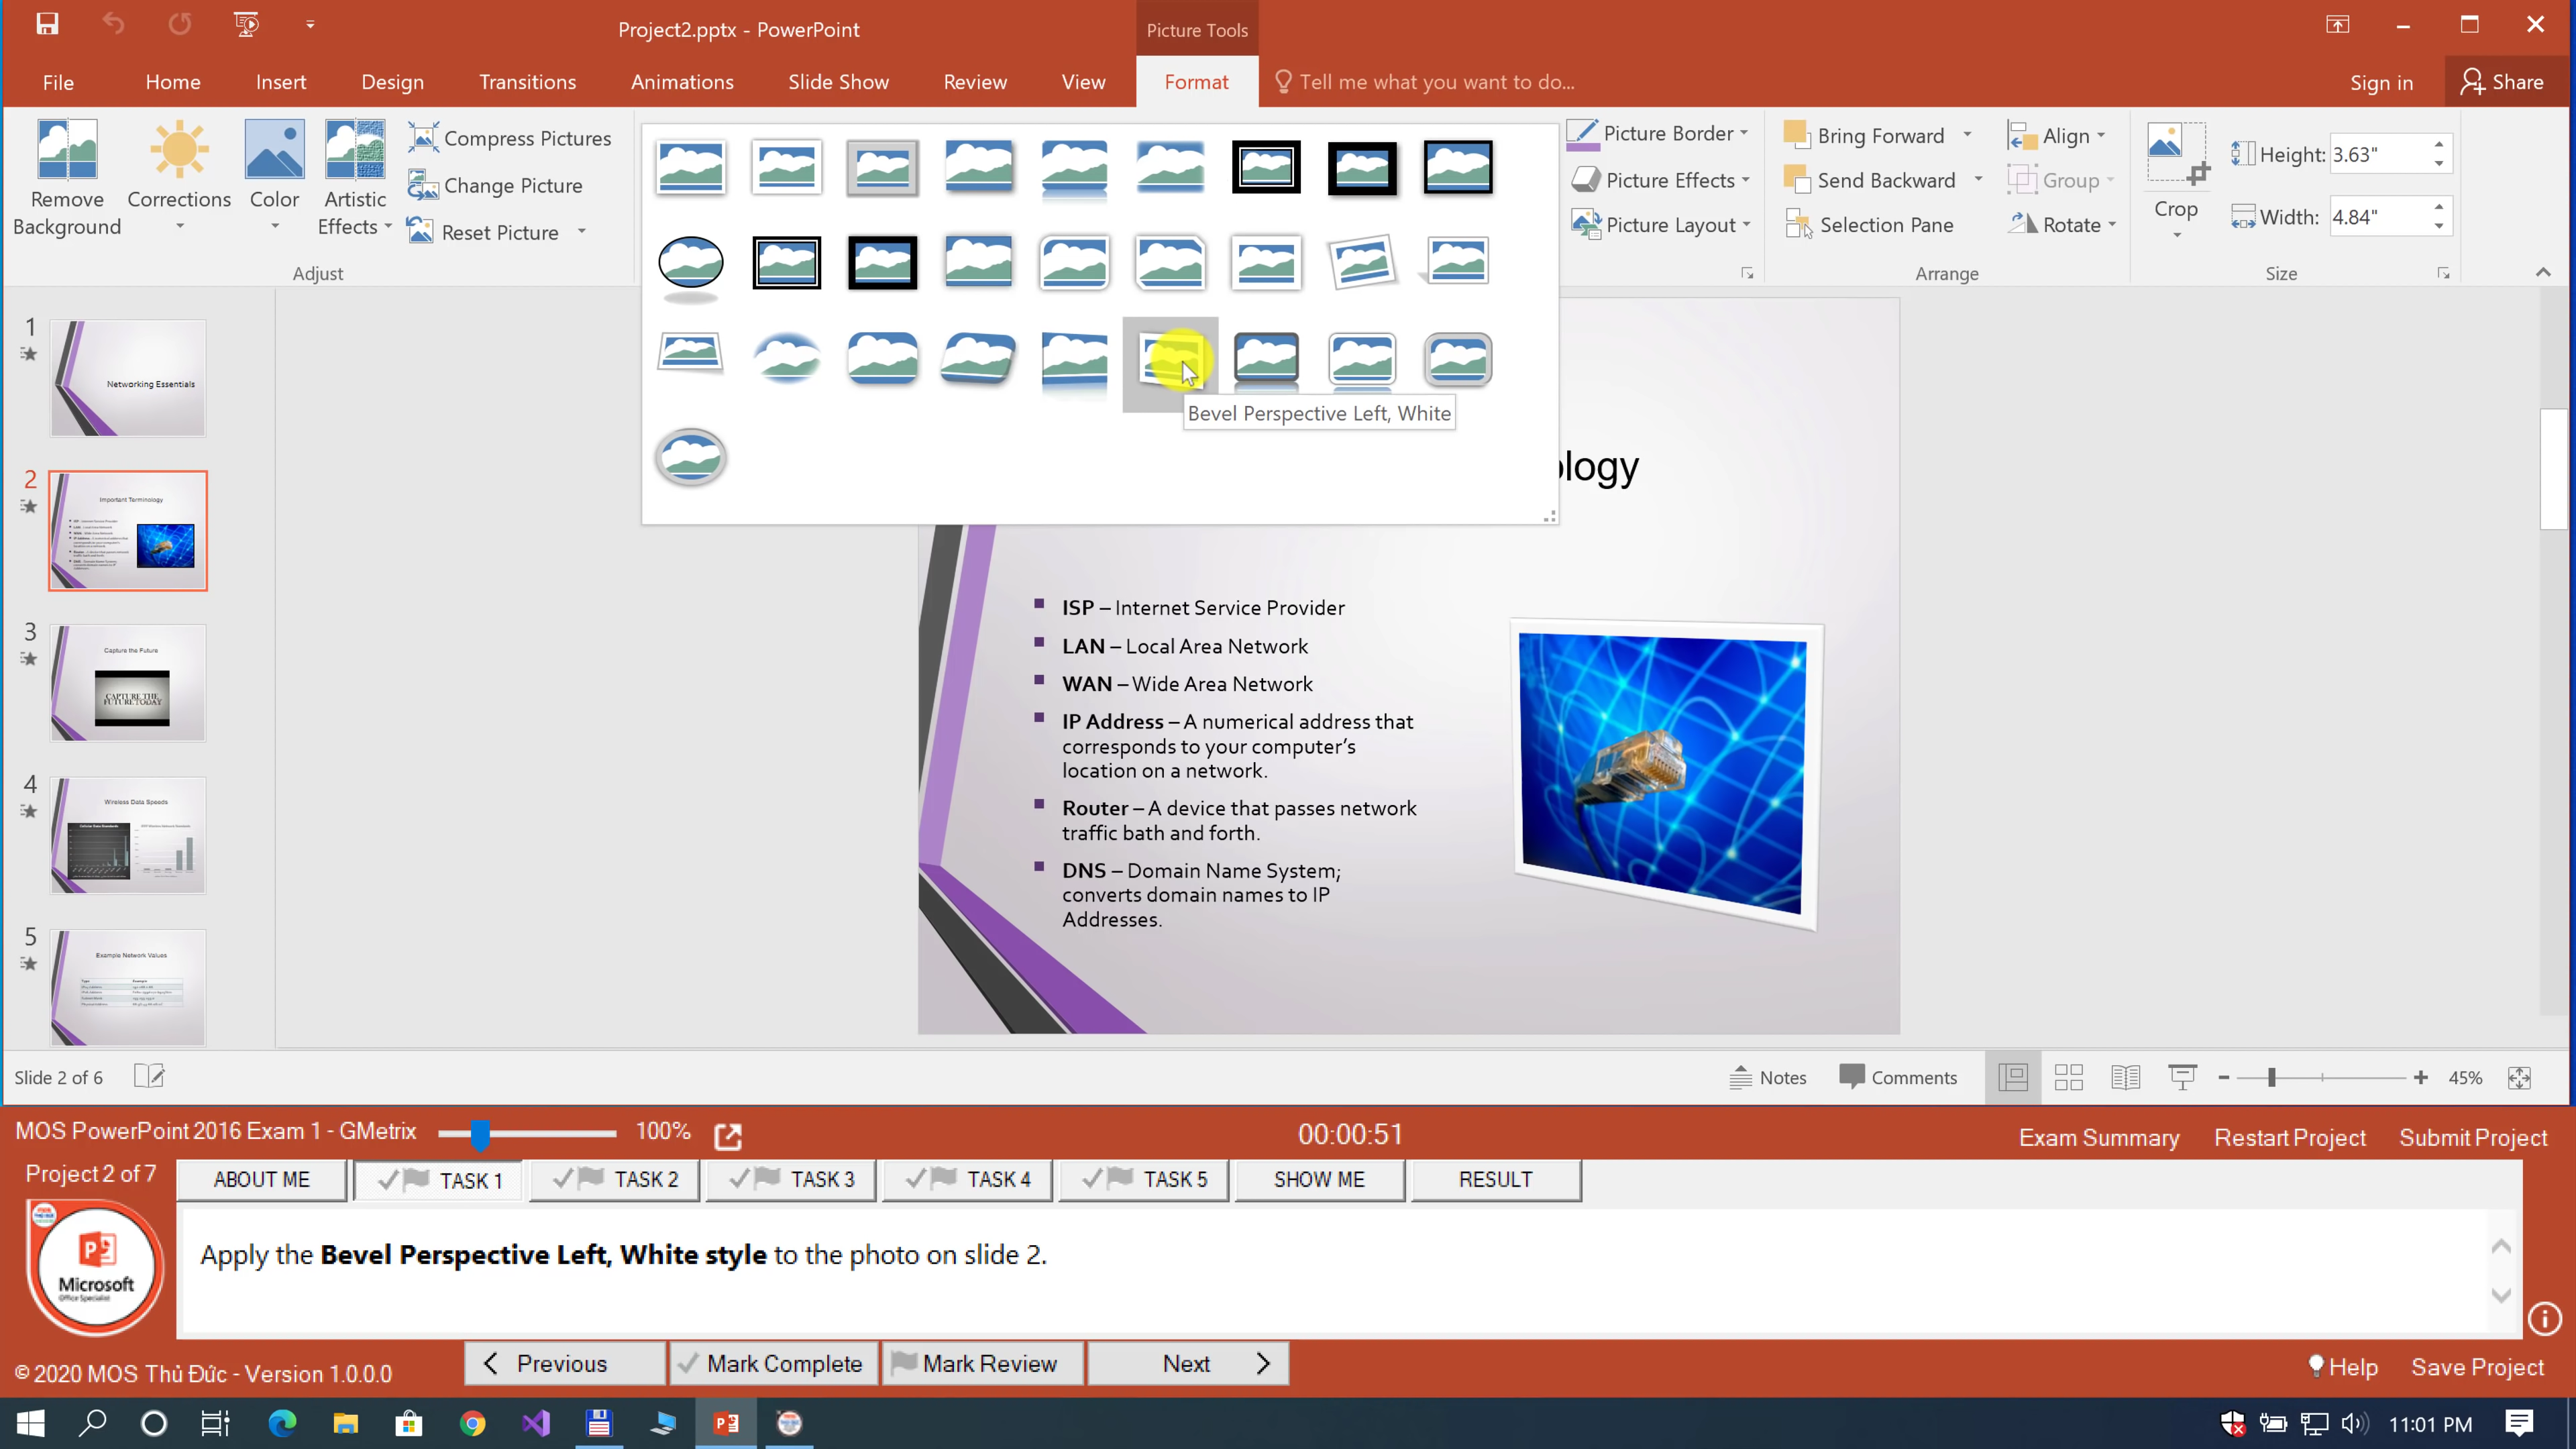 Project2.pptx - PowerPoint
Picture Tools
File
Home
Insert
Design
Transitions
Animations
Slide Show
Review
View
Format
Tell me what you want to do...
Sign in
Share
Remove
Background
Corrections
Color
Artistic
Effects
Compress Pictures
Change Picture
Reset Picture
Adjust
Picture Border
Picture Effects
Picture Layout
Bring Forward
Send Backward
Selection Pane
Align
Group
Rotate
Arrange
Crop
Height: 3.63"
Width: 4.84"
Size
Bevel Perspective Left, White
1
Networking Essentials
2
Important Terminology
3
Capture the Future
CAPTURE THE
FUTURE TODAY
4
Wireless Data Speeds
5
Example Network Values
ology
ISP – Internet Service Provider
LAN – Local Area Network
WAN – Wide Area Network
IP Address – A numerical address that
corresponds to your computer's
location on a network.
Router – A device that passes network
traffic bath and forth.
DNS – Domain Name System;
converts domain names to IP
Addresses.
Slide 2 of 6
Notes
Comments
45%
MOS PowerPoint 2016 Exam 1 - GMetrix
100%
00:00:51
Exam Summary
Restart Project
Submit Project
Project 2 of 7
ABOUT ME
TASK 1
TASK 2
TASK 3
TASK 4
TASK 5
SHOW ME
RESULT
Microsoft
Office Specialist
Apply the Bevel Perspective Left, White style to the photo on slide 2.
© 2020 MOS Thủ Đức - Version 1.0.0.0
Previous
Mark Complete
Mark Review
Next
Help
Save Project
11:01 PM